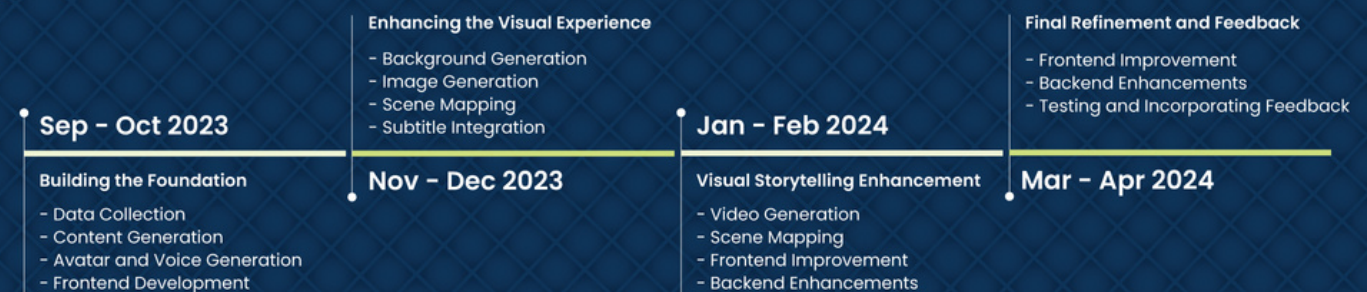 Sep - Oct 2023
Building the Foundation
- Data Collection
- Content Generation
- Avatar and Voice Generation
- Frontend Development
Enhancing the Visual Experience
- Background Generation
- Image Generation
- Scene Mapping
- Subtitle Integration
Nov - Dec 2023
Jan - Feb 2024
Visual Storytelling Enhancement
- Video Generation
- Scene Mapping
- Frontend Improvement
- Backend Enhancements
Final Refinement and Feedback
- Frontend Improvement
- Backend Enhancements
- Testing and Incorporating Feedback
Mar - Apr 2024